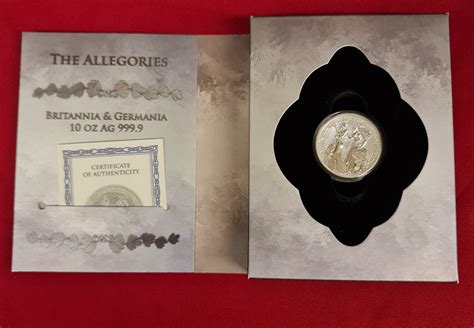 THE ALLEGORIES
BRITANNIA & GERMANIA
10 OZ AG 999.9
CERTIFICATE
OF AUTHENTICITY